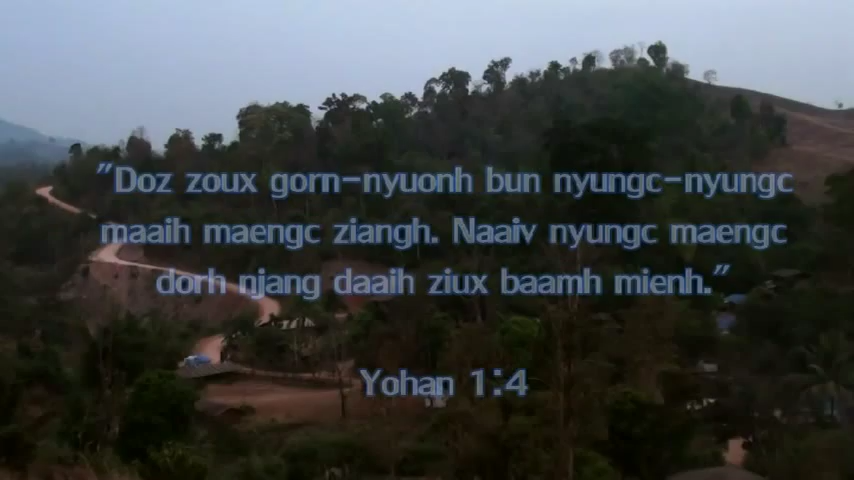 "Doz zoux gorn-nyuonh bun nyungc-nyungc
maaih maengc ziangh. Naaiv nyungc maengc
dorh njang daaih ziux baamh mienh."
Yohan 1:4